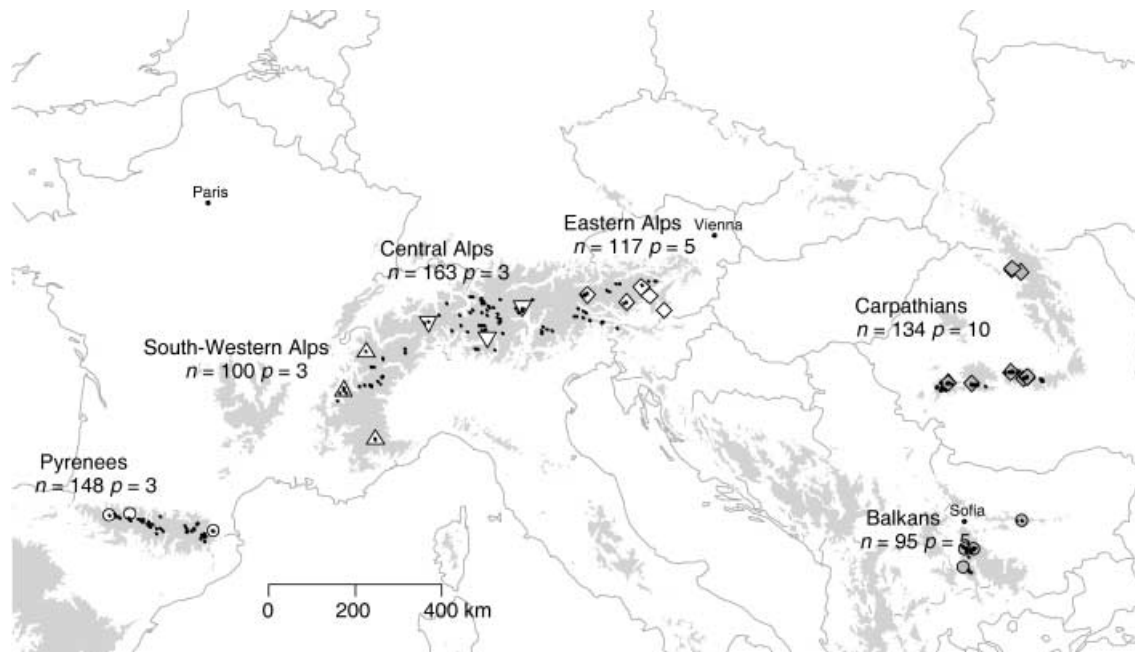 Paris
Eastern Alps
n = 117 p = 5
Vienna
Central Alps
n = 163 p = 3
Carpathians
n = 134 p = 10
South-Western Alps
n = 100 p = 3
Pyrenees
n = 148 p = 3
Sofia
Balkans
n = 95 p = 5
0 200 400 km